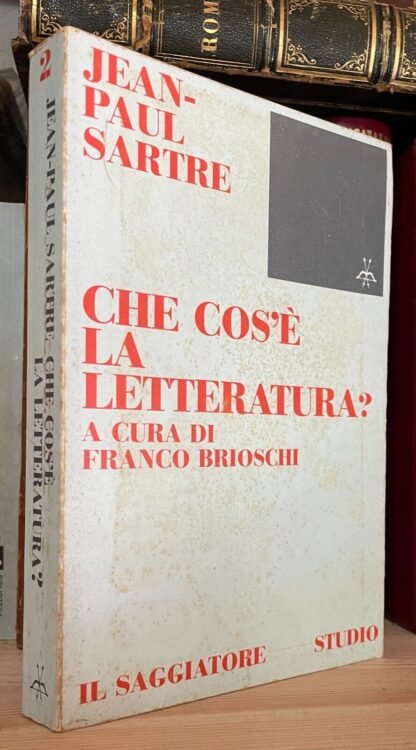 JEAN-
PAUL
SARTRE
CHE COS'È
LA
LETTERATURA?
A CURA DI
FRANCO BRIOSCHI
IL SAGGIATORE STUDIO
2
JEAN-PAUL SARTRE CHE COS'È
LA LETTERATURA?
ROM